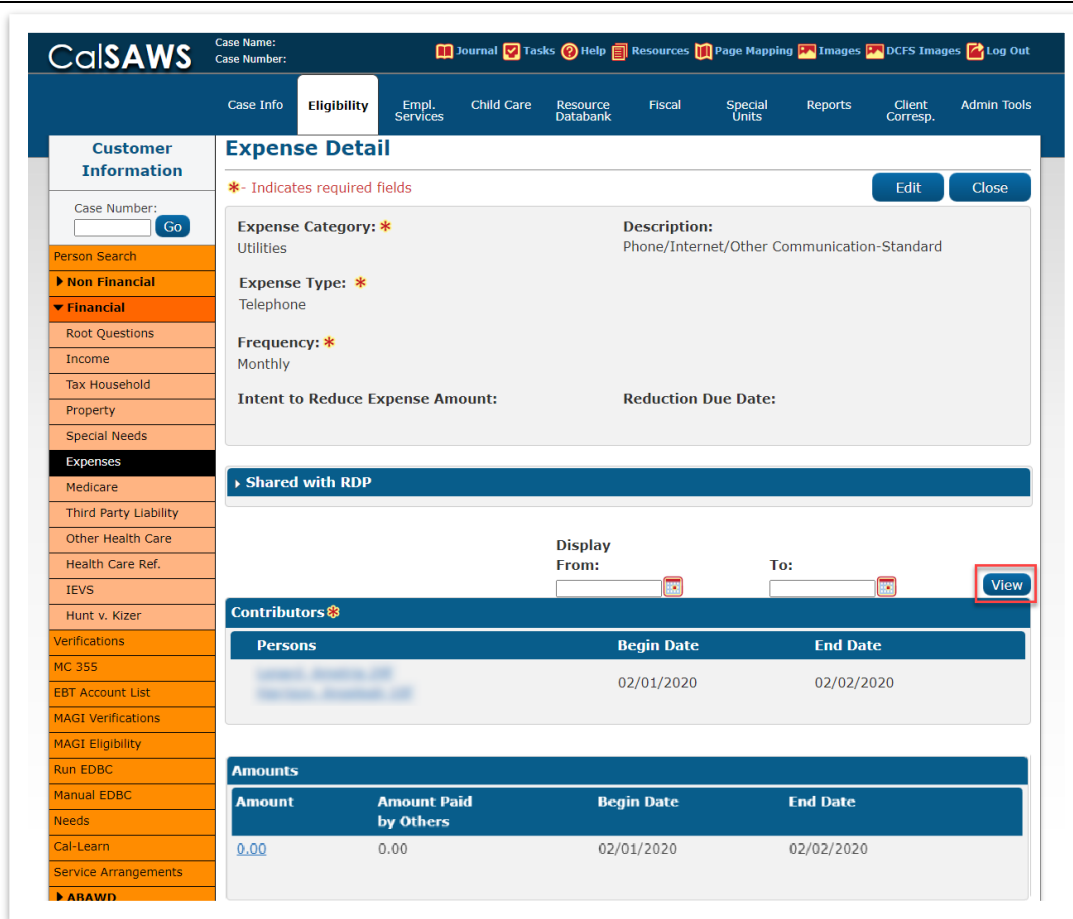 CalSAWS
Case Name:
Case Number:
Journal Tasks Help Resources Page Mapping Images DCFS Images Log Out
Case Info Eligibility Empl. Services Child Care Resource Databank Fiscal Special Units Reports Client Corresp. Admin Tools
Customer Information
Case Number:
Go
Person Search
Non Financial
Financial
Root Questions
Income
Tax Household
Property
Special Needs
Expenses
Medicare
Third Party Liability
Other Health Care
Health Care Ref.
IEVS
Hunt v. Kizer
Verifications
MC 355
EBT Account List
MAGI Verifications
MAGI Eligibility
Run EDBC
Manual EDBC
Needs
Cal-Learn
Service Arrangements
ABAWD
Expense Detail
*- Indicates required fields
Edit Close
Expense Category: * Description:
Utilities Phone/Internet/Other Communication-Standard
Expense Type: *
Telephone
Frequency: *
Monthly
Intent to Reduce Expense Amount: Reduction Due Date:
Shared with RDP
Display
From: To:
View
Contributors*
Persons Begin Date End Date
02/01/2020 02/02/2020
Amounts
Amount Amount Paid by Others Begin Date End Date
0.00 0.00 02/01/2020 02/02/2020